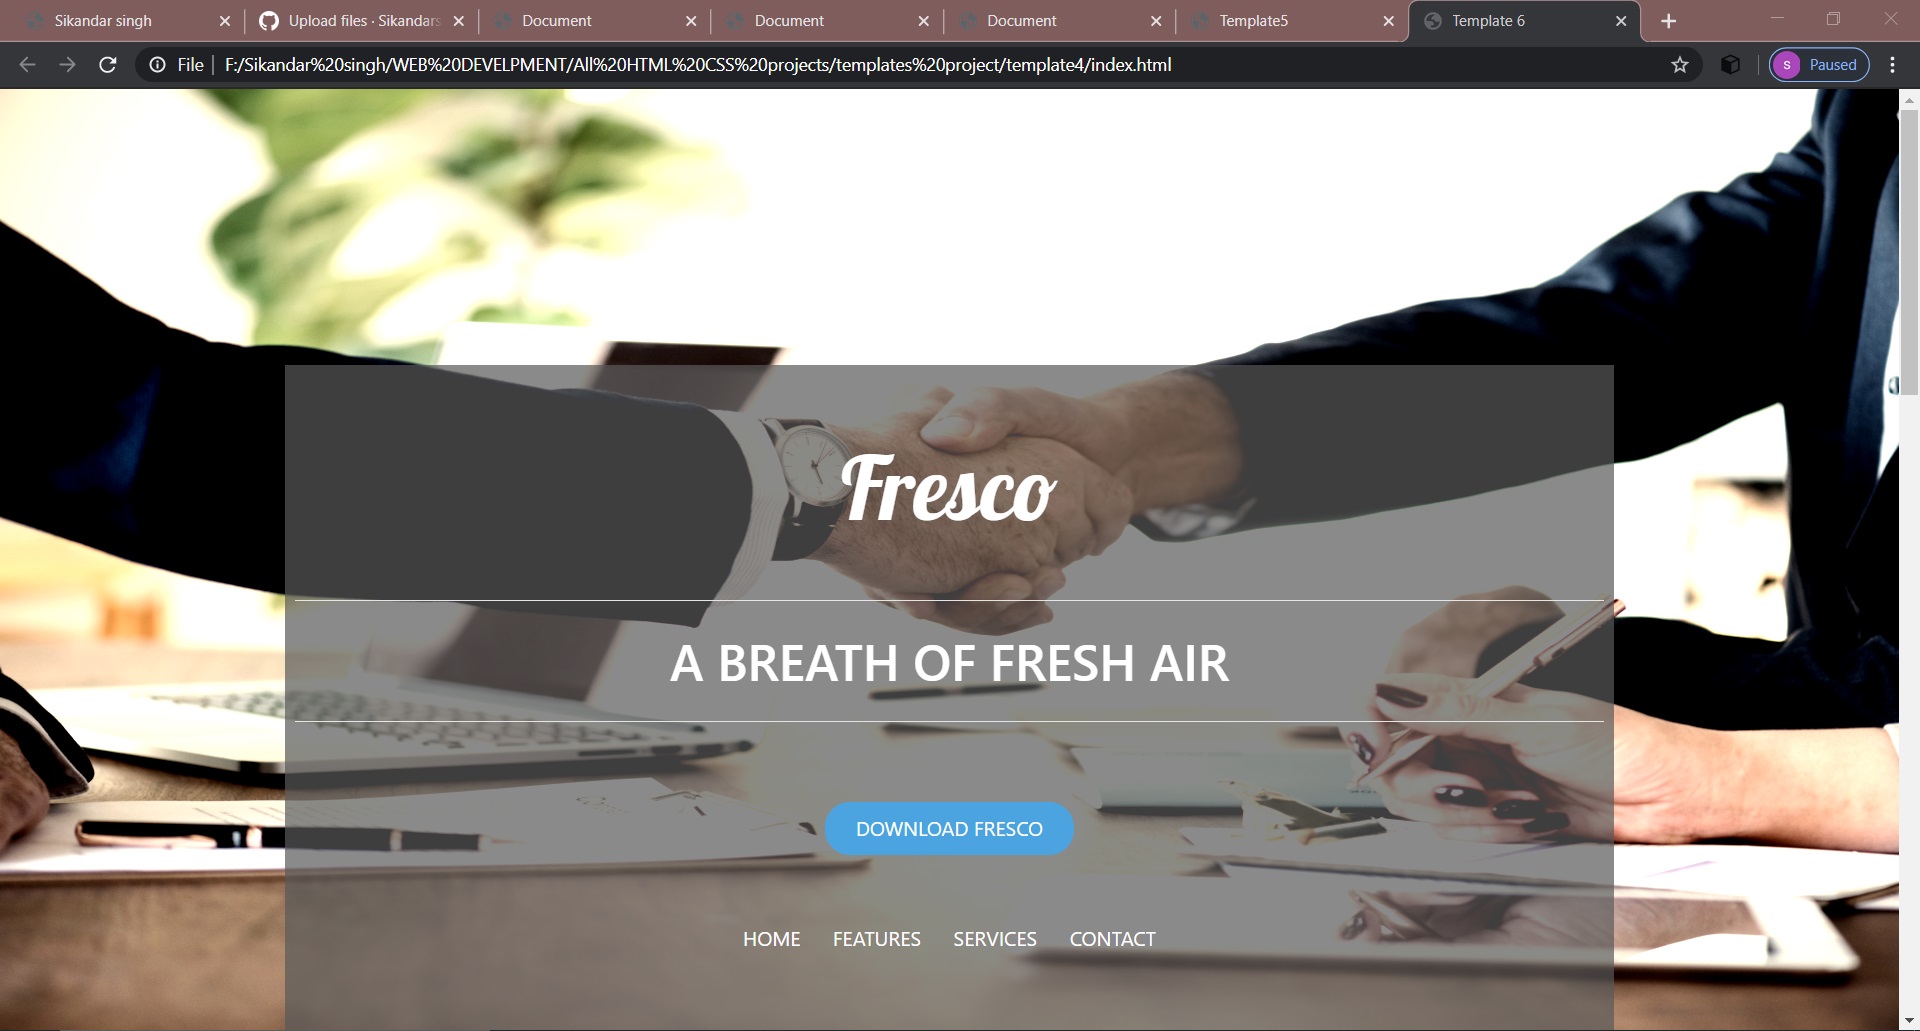 Sikandar singh
Upload files · Sikandars
Document
Document
Document
Template5
Template 6
File
F:/Sikandar%20singh/WEB%20DEVELPMENT/All%20HTML%20CSS%20projects/templates%20project/template4/index.html
s
Paused
Fresco
A BREATH OF FRESH AIR
DOWNLOAD FRESCO
HOME FEATURES SERVICES CONTACT